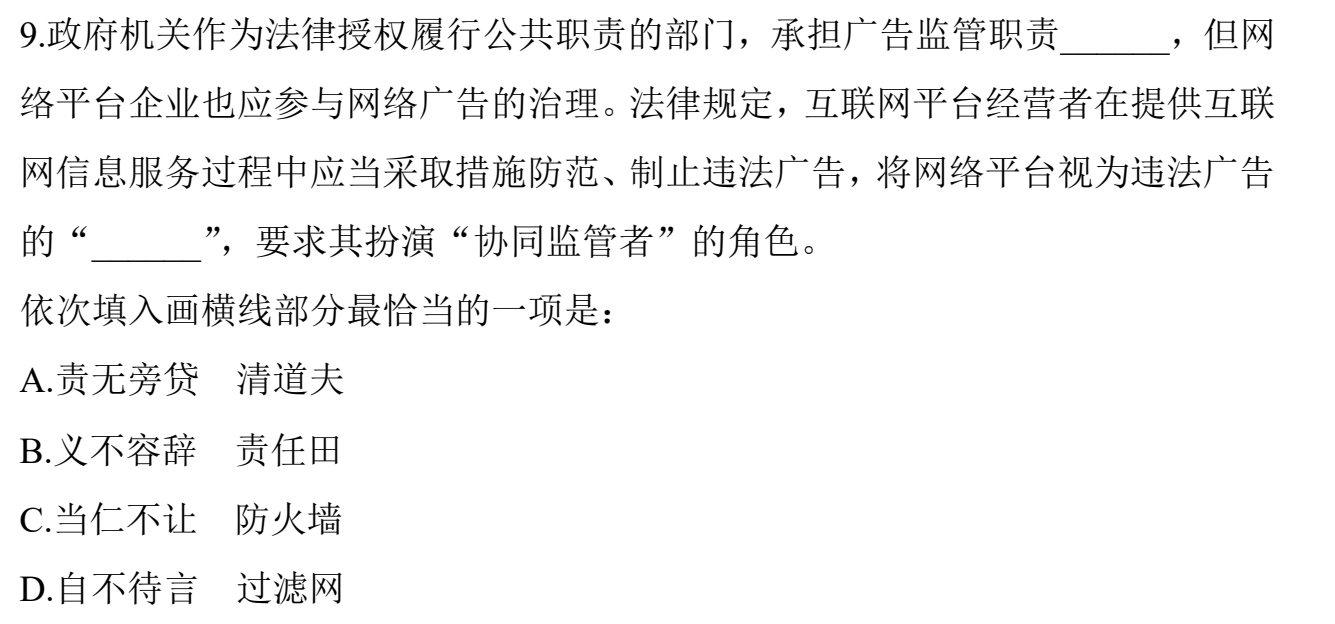 9.政府机关作为法律授权履行公共职责的部门，承担广告监管职责______，但网
络平台企业也应参与网络广告的治理。法律规定，互联网平台经营者在提供互联
网信息服务过程中应当采取措施防范、制止违法广告，将网络平台视为违法广告
的“______”，要求其扮演“协同监管者”的角色。
依次填入画横线部分最恰当的一项是：
A.责无旁贷　清道夫
B.义不容辞　责任田
C.当仁不让　防火墙
D.自不待言　过滤网